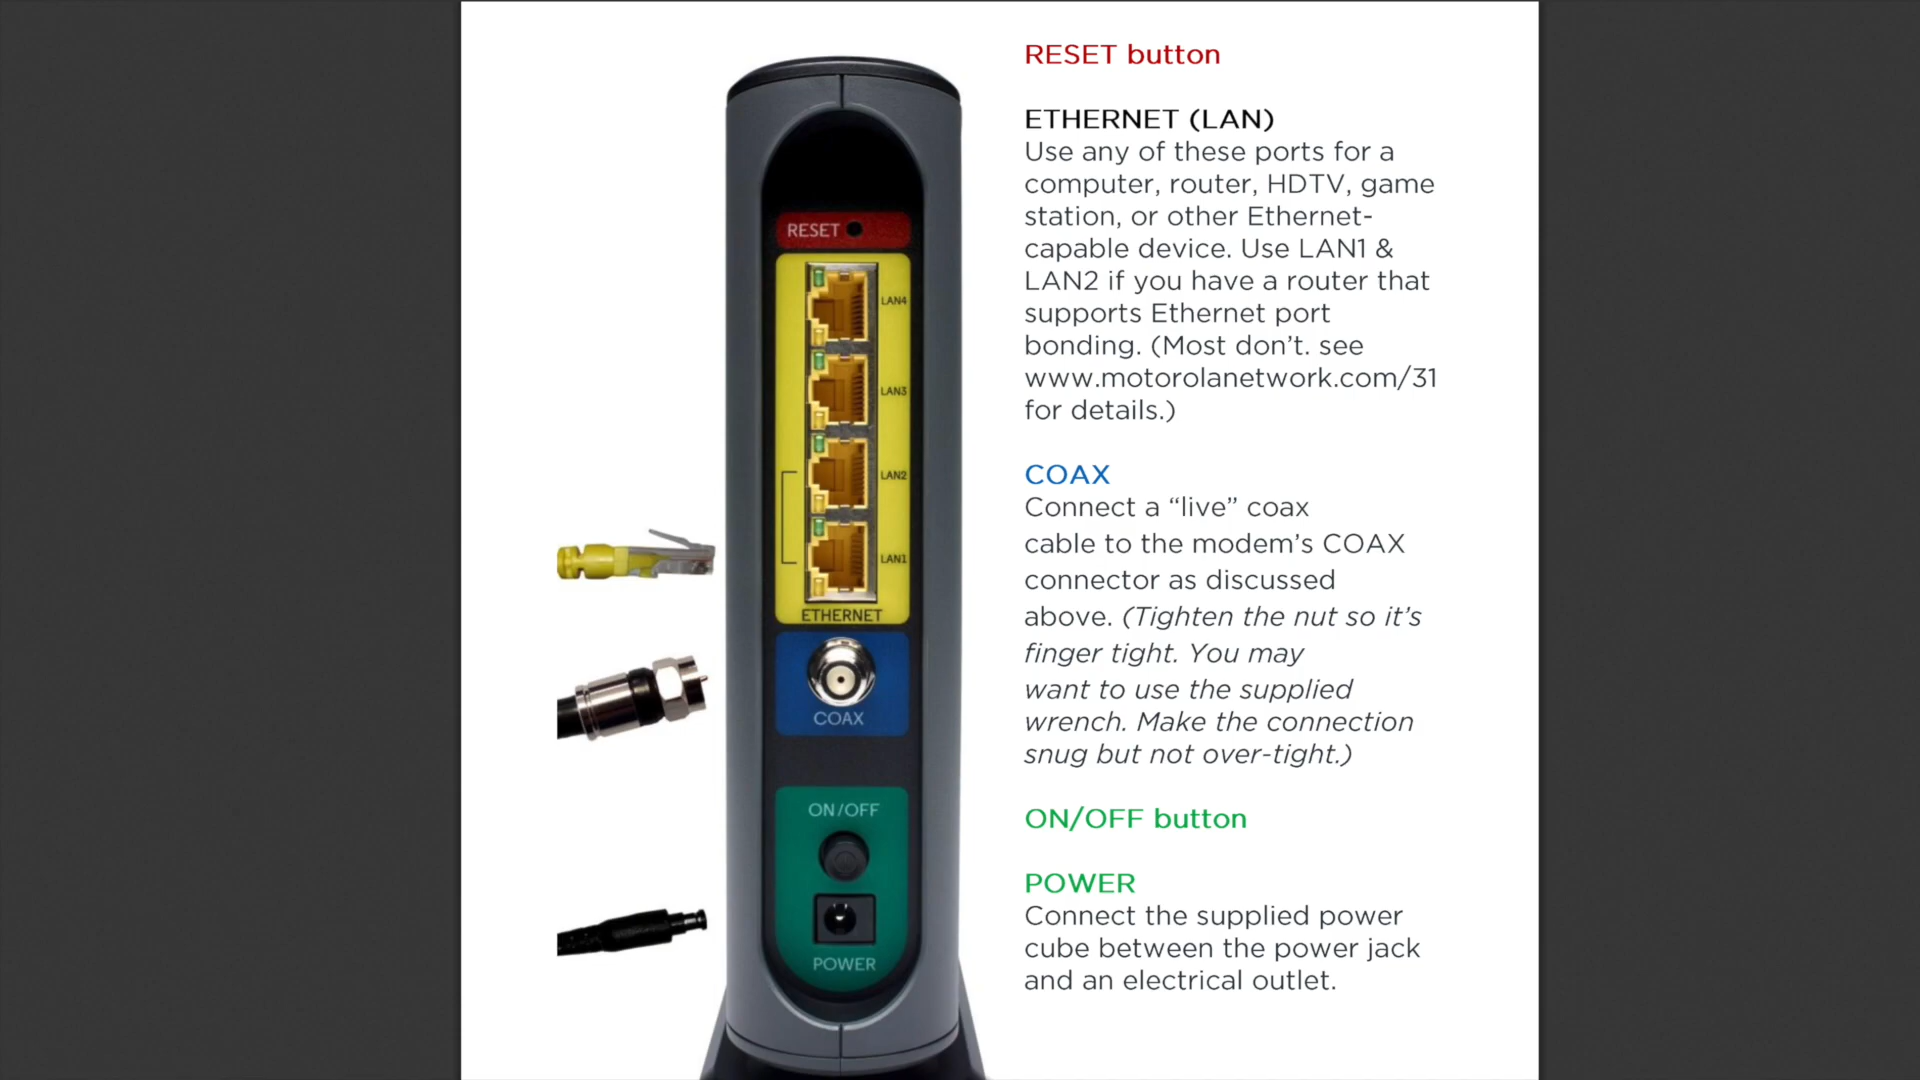 RESET button
ETHERNET (LAN)
Use any of these ports for a
computer, router, HDTV, game
station, or other Ethernet-
capable device. Use LAN1 &
LAN2 if you have a router that
supports Ethernet port
bonding. (Most don’t. see
www.motorolanetwork.com/31
for details.)
COAX
Connect a “live” coax
cable to the modem’s COAX
connector as discussed
above. (Tighten the nut so it’s
finger tight. You may
want to use the supplied
wrench. Make the connection
snug but not over-tight.)
ON/OFF button
POWER
Connect the supplied power
cube between the power jack
and an electrical outlet.
RESET
LAN4
LAN3
LAN2
LAN1
ETHERNET
COAX
ON/OFF
POWER